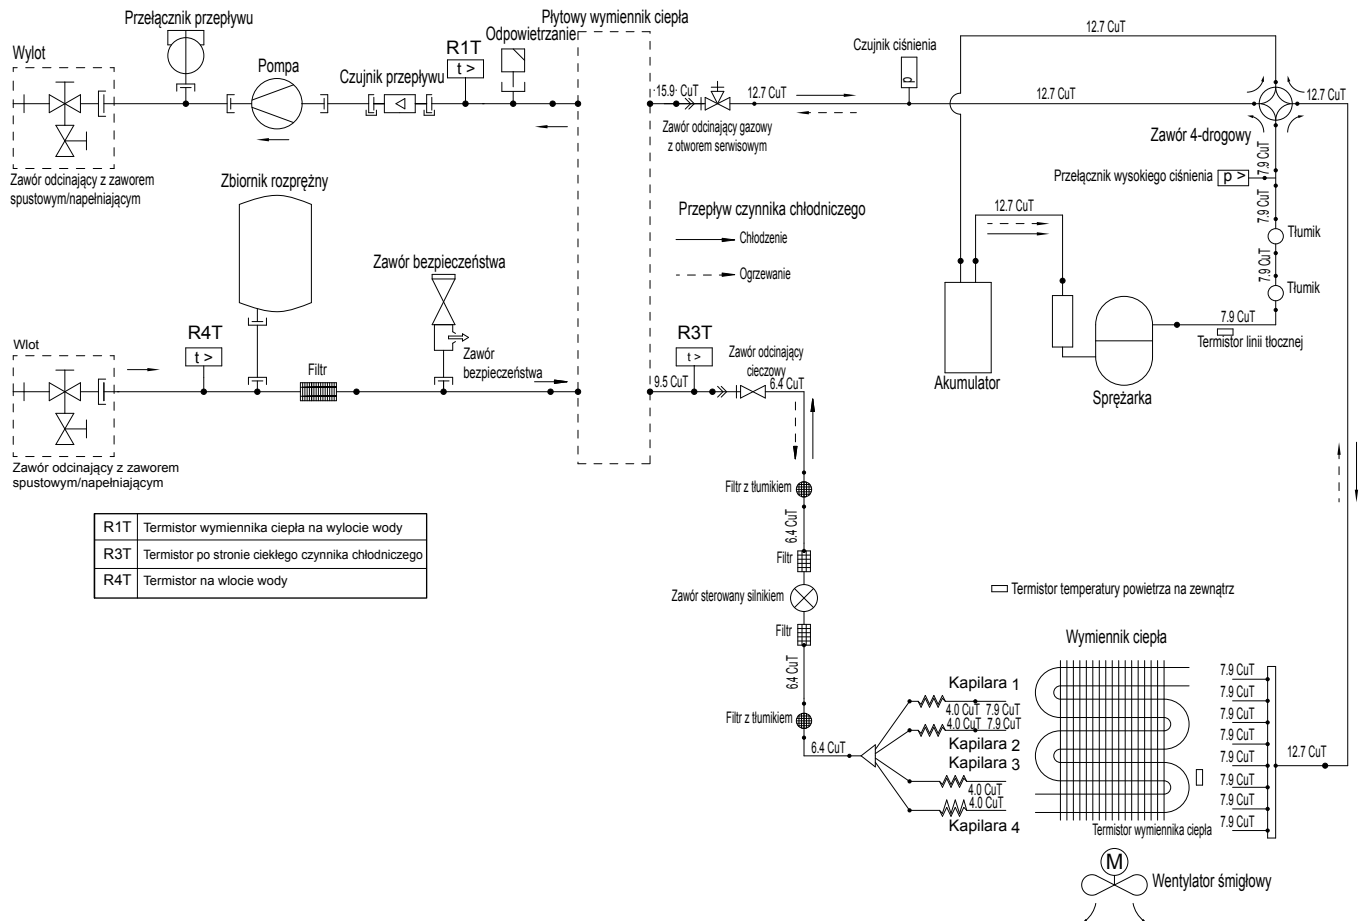 Przełącznik przepływu
Płytowy wymiennik ciepła
Wylot
Pompa
Czujnik przepływu
R1T
t >
Odpowietrzanie
Zawór odcinający z zaworem
spustowym/napełniającym
15.9 CuT
12.7 CuT
Zawór odcinający gazowy
z otworem serwisowym
Czujnik ciśnienia
p
12.7 CuT
12.7 CuT
12.7 CuT
Zawór 4-drogowy
7.9 CuT
Przełącznik wysokiego ciśnienia
p >
7.9 CuT
Tłumik
7.9 CuT
Tłumik
7.9 CuT
Termistor linii tłocznej
12.7 CuT
Akumulator
Sprężarka
Przepływ czynnika chłodniczego
Chłodzenie
Ogrzewanie
Zbiornik rozprężny
Zawór bezpieczeństwa
Zawór
bezpieczeństwa
Wlot
R4T
t >
Filtr
Zawór odcinający z zaworem
spustowym/napełniającym
R3T
t >
9.5 CuT
Zawór odcinający
cieczowy
6.4 CuT
Filtr z tłumikiem
6.4 CuT
Filtr
Zawór sterowany silnikiem
Filtr
6.4 CuT
Filtr z tłumikiem
6.4 CuT
R1T Termistor wymiennika ciepła na wylocie wody
R3T Termistor po stronie ciekłego czynnika chłodniczego
R4T Termistor na wlocie wody
Termistor temperatury powietrza na zewnątrz
Wymiennik ciepła
Kapilara 1
4.0 CuT 7.9 CuT
4.0 CuT 7.9 CuT
Kapilara 2
Kapilara 3
4.0 CuT
4.0 CuT
Kapilara 4
Termistor wymiennika ciepła
7.9 CuT
7.9 CuT
7.9 CuT
7.9 CuT
7.9 CuT
7.9 CuT
7.9 CuT
7.9 CuT
12.7 CuT
M
Wentylator śmigłowy